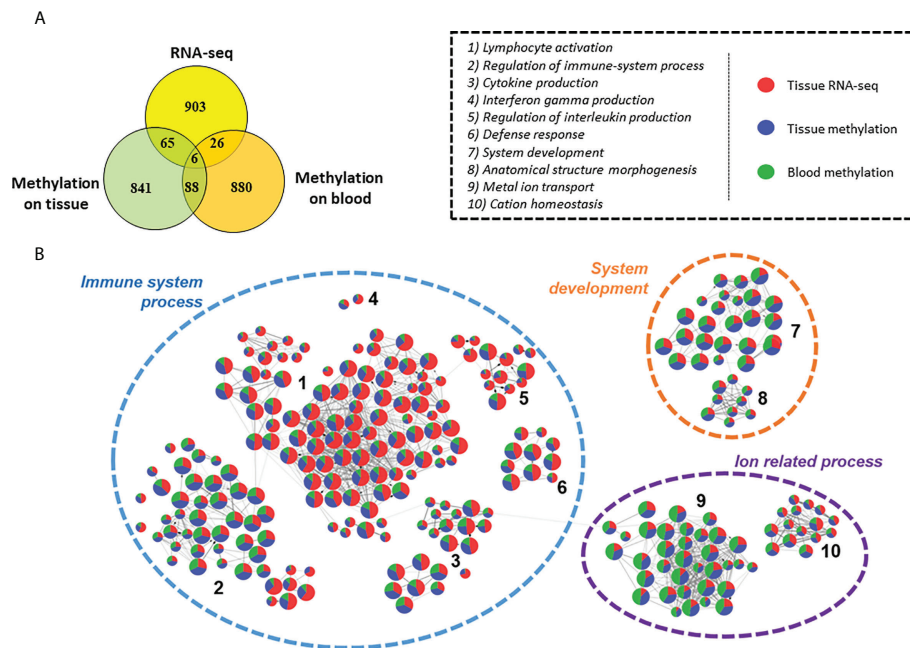 A
RNA-seq
903
65
26
6
841
88
880
Methylation
on tissue
Methylation
on blood
1) Lymphocyte activation
2) Regulation of immune-system process
3) Cytokine production
4) Interferon gamma production
5) Regulation of interleukin production
6) Defense response
7) System development
8) Anatomical structure morphogenesis
9) Metal ion transport
10) Cation homeostasis
Tissue RNA-seq
Tissue methylation
Blood methylation
B
Immune system
process
4
1
5
6
3
2
System
development
7
8
Ion related process
9
10